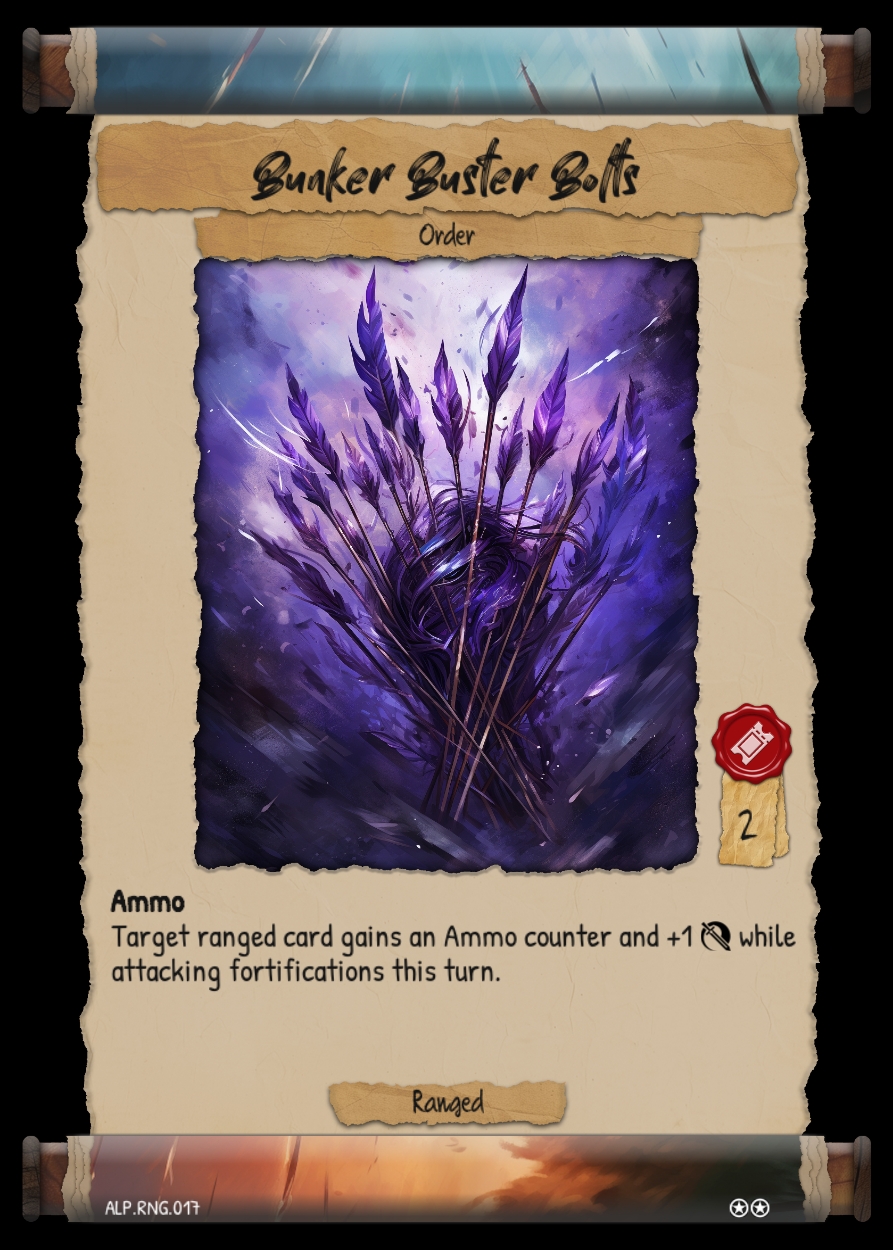 Bunker Buster Bolts
Order
2
Ammo
Target ranged card gains an Ammo counter and +1 while
attacking fortifications this turn.
Ranged
ALP.RNG.017